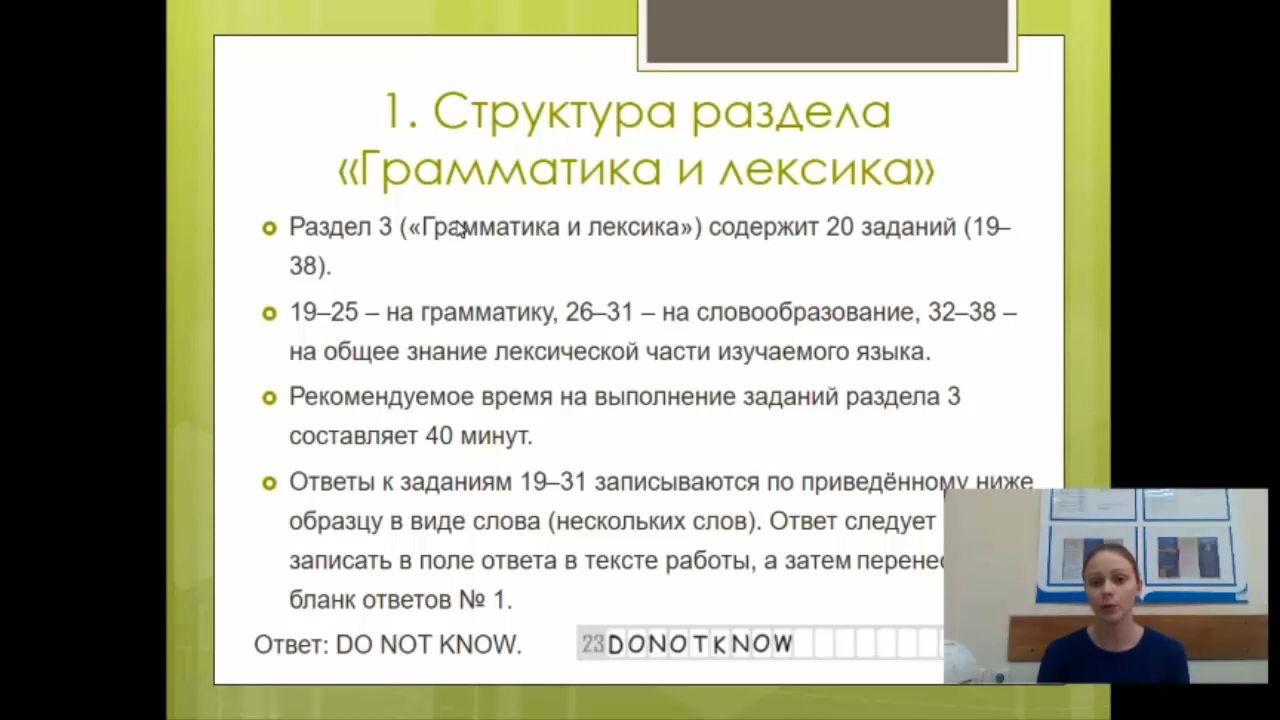 1. Структура раздела
«Грамматика и лексика»
Раздел 3 («Грамматика и лексика») содержит 20 заданий (19–
38).
19–25 – на грамматику, 26–31 – на словообразование, 32–38 –
на общее знание лексической части изучаемого языка.
Рекомендуемое время на выполнение заданий раздела 3
составляет 40 минут.
Ответы к заданиям 19–31 записываются по приведённому ниже
образцу в виде слова (нескольких слов). Ответ следует
записать в поле ответа в тексте работы, а затем
бланк ответов № 1.
Ответ: DO NOT KNOW.
23 DONOTKNOW